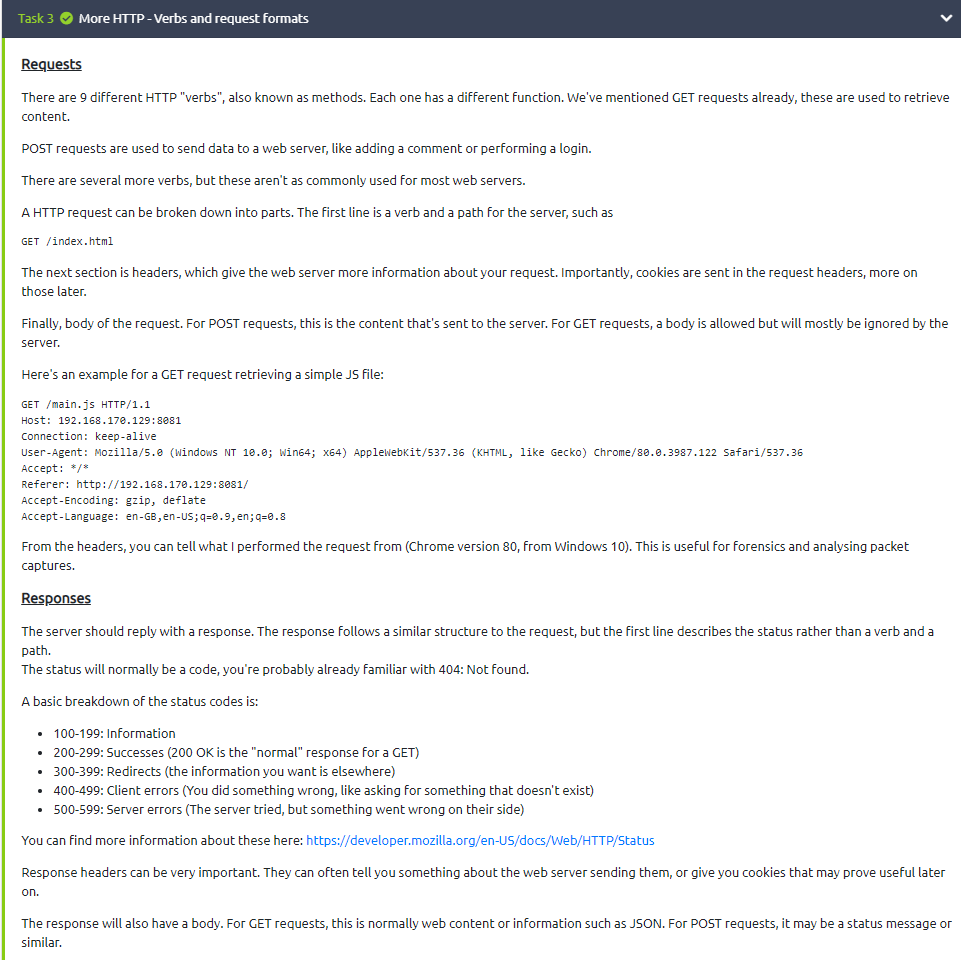 Task 3 More HTTP - Verbs and request formats
Requests
There are 9 different HTTP "verbs", also known as methods. Each one has a different function. We've mentioned GET requests already, these are used to retrieve
content.
POST requests are used to send data to a web server, like adding a comment or performing a login.
There are several more verbs, but these aren't as commonly used for most web servers.
A HTTP request can be broken down into parts. The first line is a verb and a path for the server, such as
GET /index.html
The next section is headers, which give the web server more information about your request. Importantly, cookies are sent in the request headers, more on
those later.
Finally, body of the request. For POST requests, this is the content that's sent to the server. For GET requests, a body is allowed but will mostly be ignored by the
server.
Here's an example for a GET request retrieving a simple JS file:
GET /main.js HTTP/1.1
Host: 192.168.170.129:8081
Connection: keep-alive
User-Agent: Mozilla/5.0 (Windows NT 10.0; Win64; x64) AppleWebKit/537.36 (KHTML, like Gecko) Chrome/80.0.3987.122 Safari/537.36
Accept: */*
Referer: http://192.168.170.129:8081/
Accept-Encoding: gzip, deflate
Accept-Language: en-GB,en-US;q=0.9,en;q=0.8
From the headers, you can tell what I performed the request from (Chrome version 80, from Windows 10). This is useful for forensics and analysing packet
captures.
Responses
The server should reply with a response. The response follows a similar structure to the request, but the first line describes the status rather than a verb and a
path.
The status will normally be a code, you're probably already familiar with 404: Not found.
A basic breakdown of the status codes is:
• 100-199: Information
• 200-299: Successes (200 OK is the "normal" response for a GET)
• 300-399: Redirects (the information you want is elsewhere)
• 400-499: Client errors (You did something wrong, like asking for something that doesn't exist)
• 500-599: Server errors (The server tried, but something went wrong on their side)
You can find more information about these here: https://developer.mozilla.org/en-US/docs/Web/HTTP/Status
Response headers can be very important. They can often tell you something about the web server sending them, or give you cookies that may prove useful later
on.
The response will also have a body. For GET requests, this is normally web content or information such as JSON. For POST requests, it may be a status message or
similar.